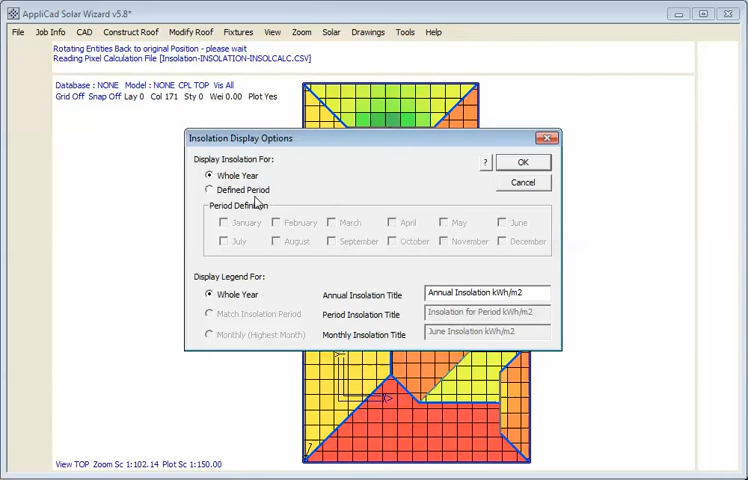 AppliCad Solar Wizard v5.8*
File Job Info CAD Construct Roof Modify Roof Fixtures View Zoom Solar Drawings Tools Help
Rotating Entities Back to original Position - please wait
Reading Pixel Calculation File [Insolation-INSOLCALC.CSV]
Database : NONE Model : NONE CPL TOP Vis All
Grid Off Snap Off Lay 0 Col 171 Sty 0 Wei 0.00 Plot Yes
Insolation Display Options
Display Insolation For:
? OK
Whole Year
Cancel
Defined Period
Period Definition
January February March April May June
July August September October November December
Display Legend For:
Whole Year Annual Insolation Title Annual Insolation kWh/m2
Match Insolation Period Period Insolation Title Insolation for Period kWh/m2
Monthly (Highest Month) Monthly Insolation Title June Insolation kWh/m2
View TOP Zoom Sc 1:102.14 Plot Sc 1:150.00